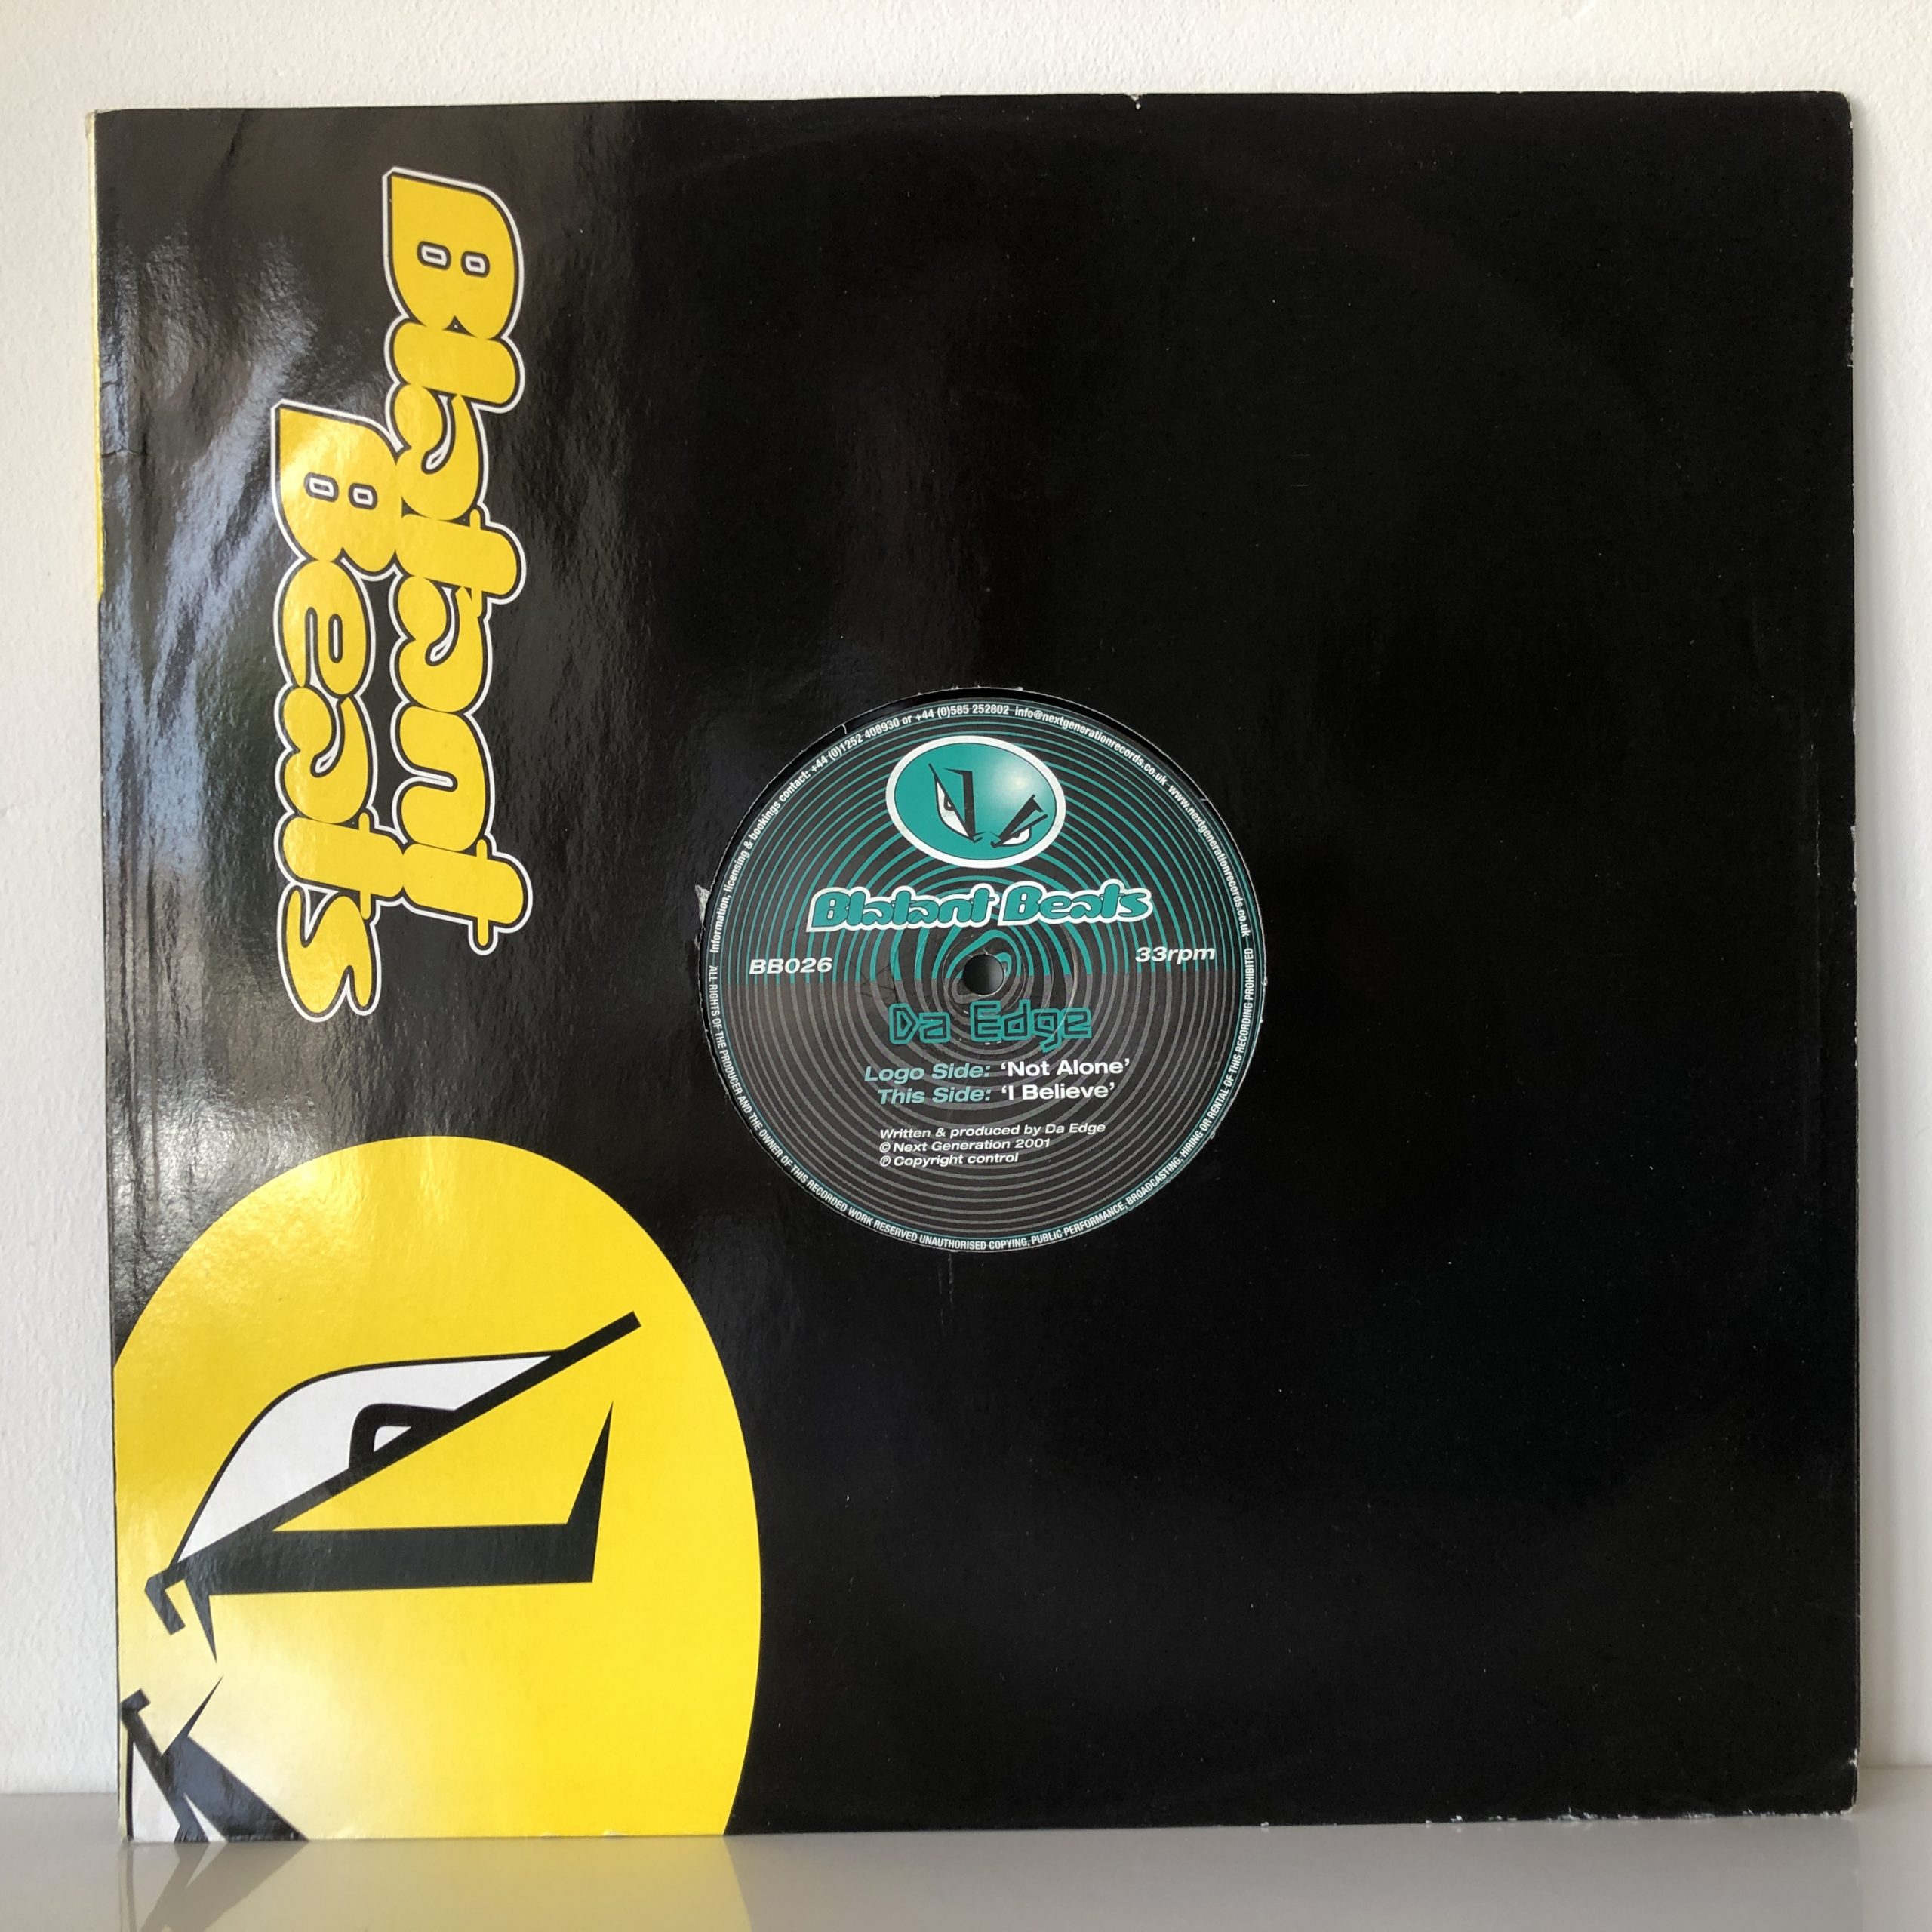 Blatant
Beats
Information, licensing & bookings contact: +44 (0)1252 408930 or +44 (0)585 252802 info@nextgenerationrecords.co.uk www.nextgenerationrecords.co.uk
Blatant Beats
BB026
33rpm
Da Edge
Logo Side: ‘Not Alone’
This Side: ‘I Believe’
Written & produced by Da Edge
© Next Generation 2001
℗ Copyright control
ALL RIGHTS OF THE PRODUCER AND THE OWNER OF THIS RECORDED WORK RESERVED UNAUTHORISED COPYING, PUBLIC PERFORMANCE, BROADCASTING, HIRING OR RENTAL OF THIS RECORDING PROHIBITED